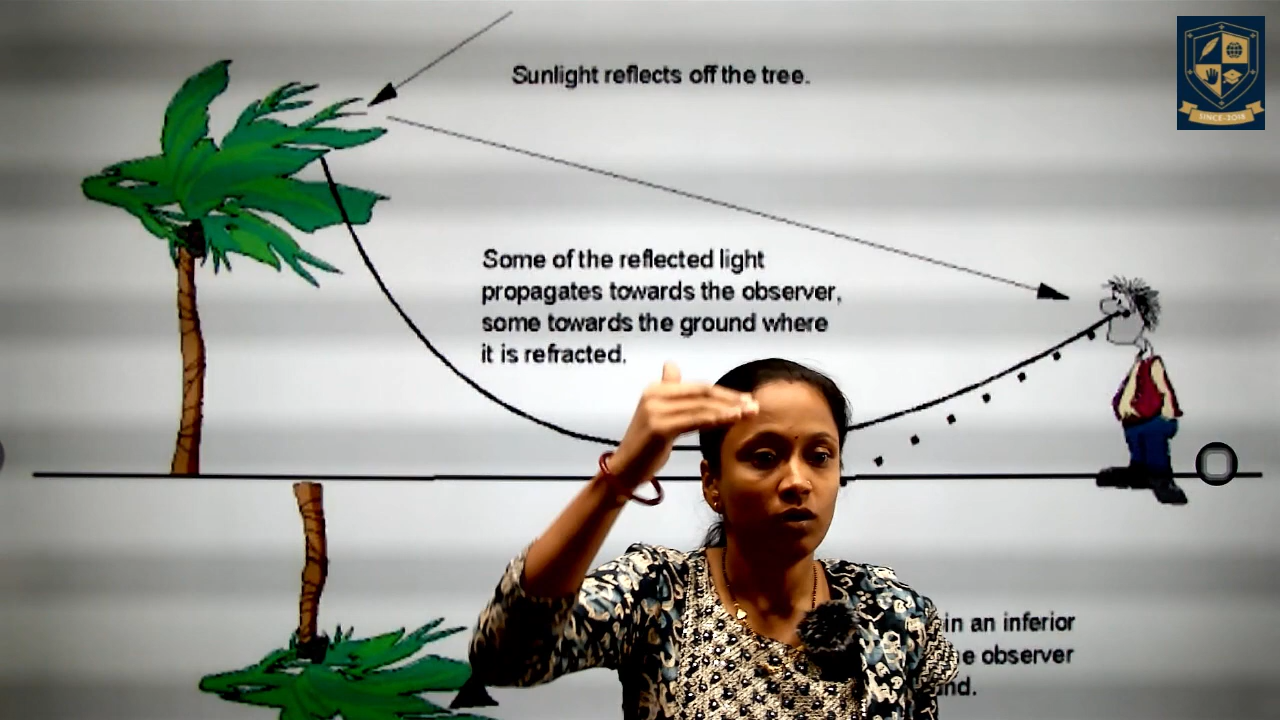 SINCE-2018
Sunlight reflects off the tree.
Some of the reflected light
propagates towards the observer,
some towards the ground where
it is refracted.
in an inferior
observer